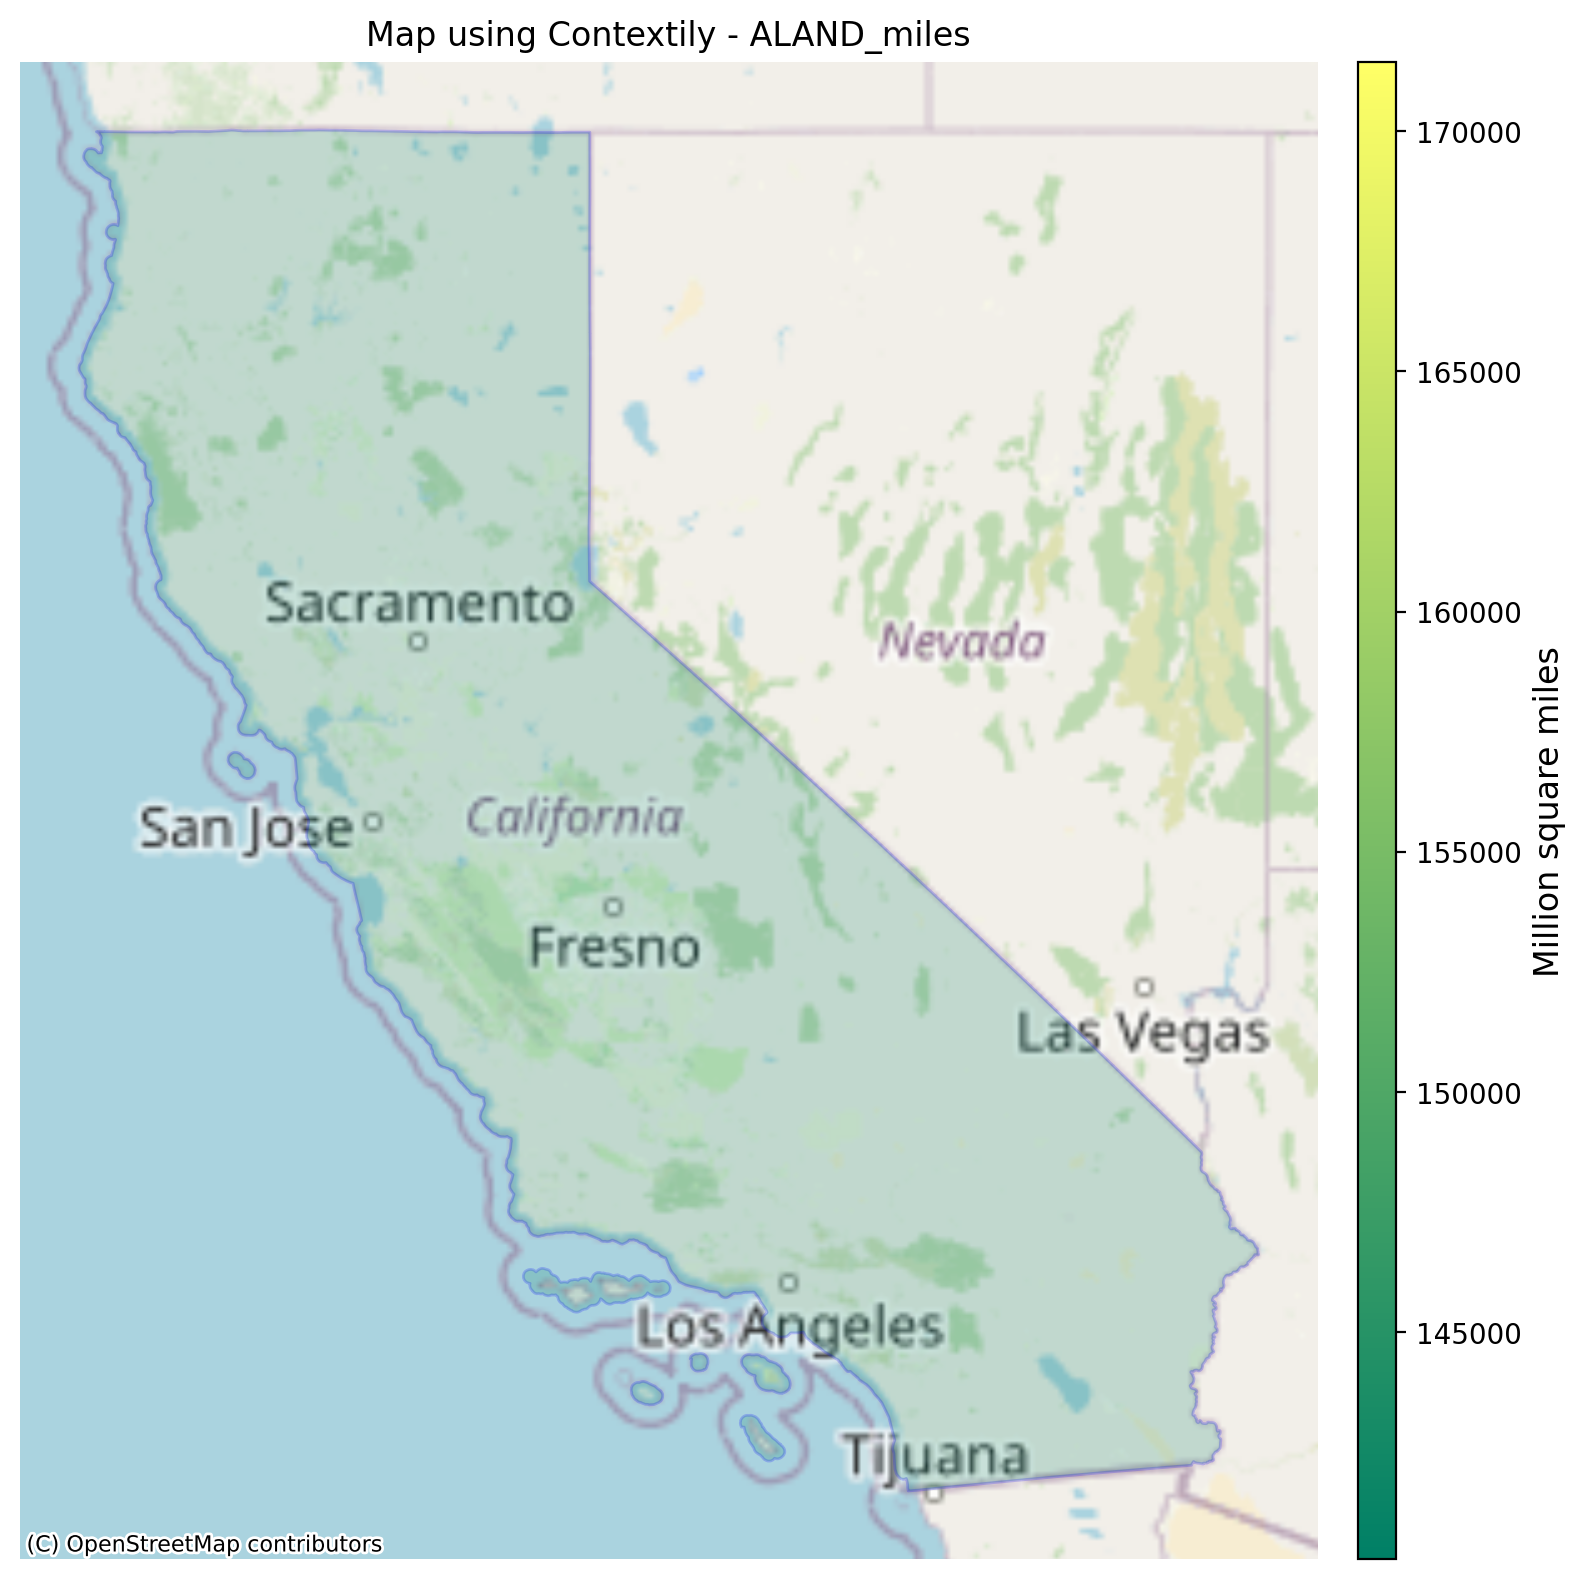 Map using Contextily - ALAND_miles
170000
165000
160000
155000
150000
145000
Million square miles
Sacramento
Nevada
San Jose
California
Fresno
Las Vegas
Los Angeles
Tijuana
(C) OpenStreetMap contributors